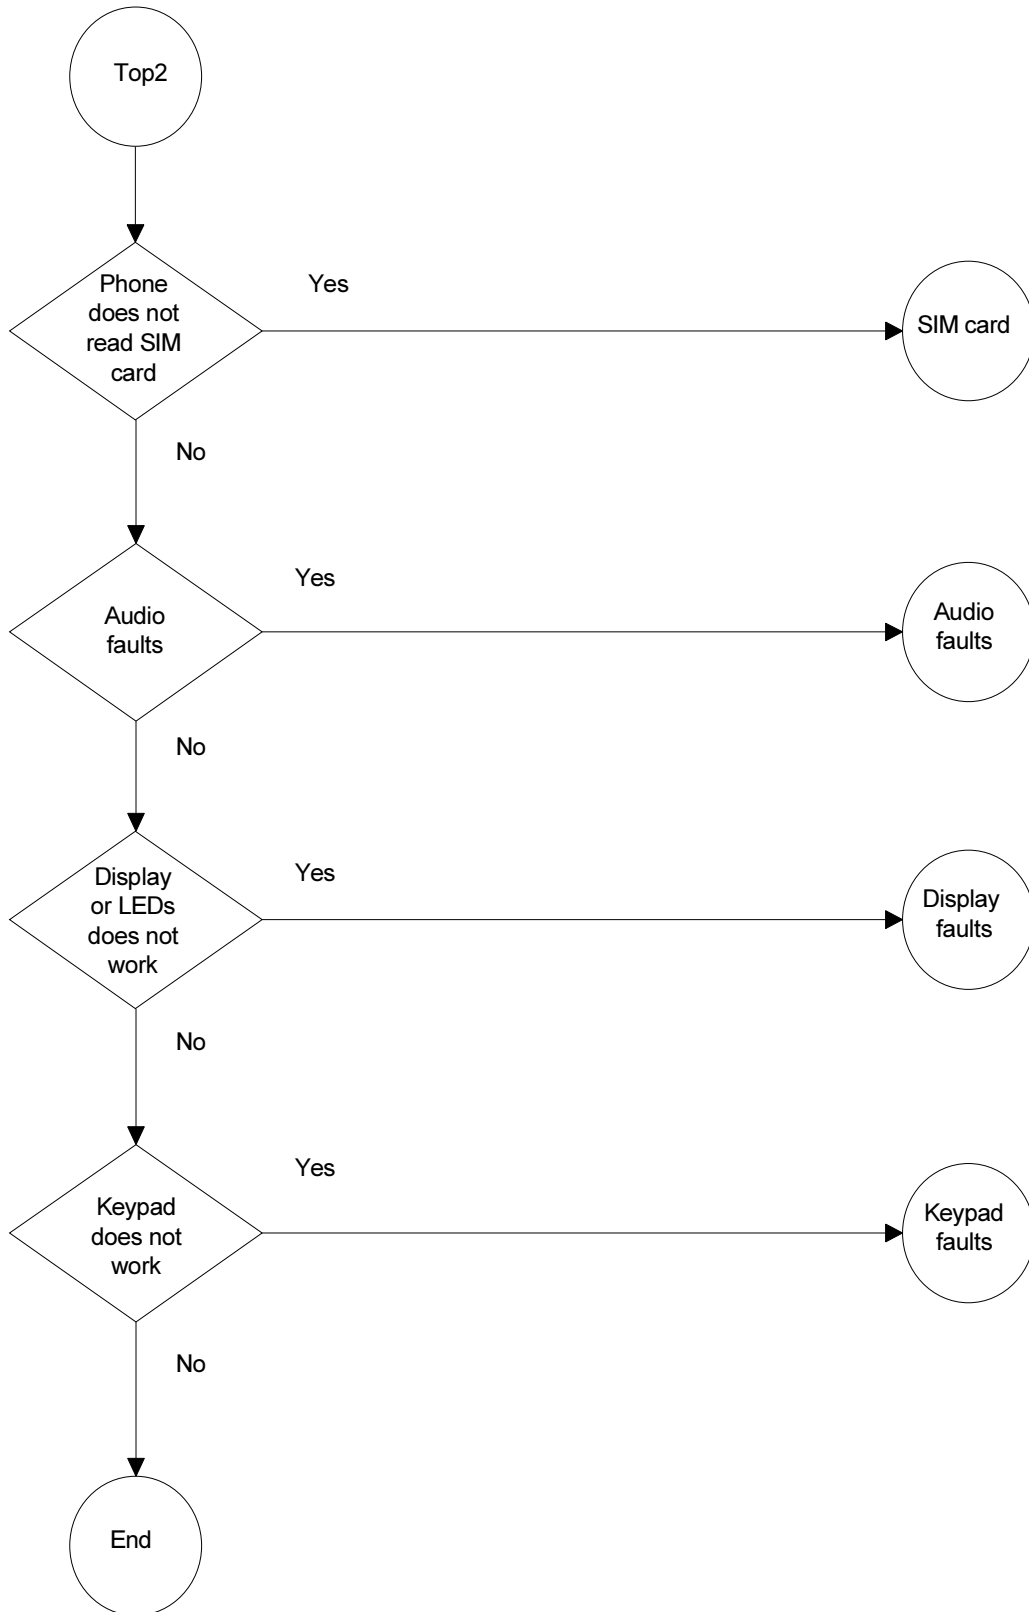 Top2
Phone
does not
read SIM
card
Yes
SIM card
No
Audio
faults
Yes
Audio
faults
No
Display
or LEDs
does not
work
Yes
Display
faults
No
Keypad
does not
work
Yes
Keypad
faults
No
End